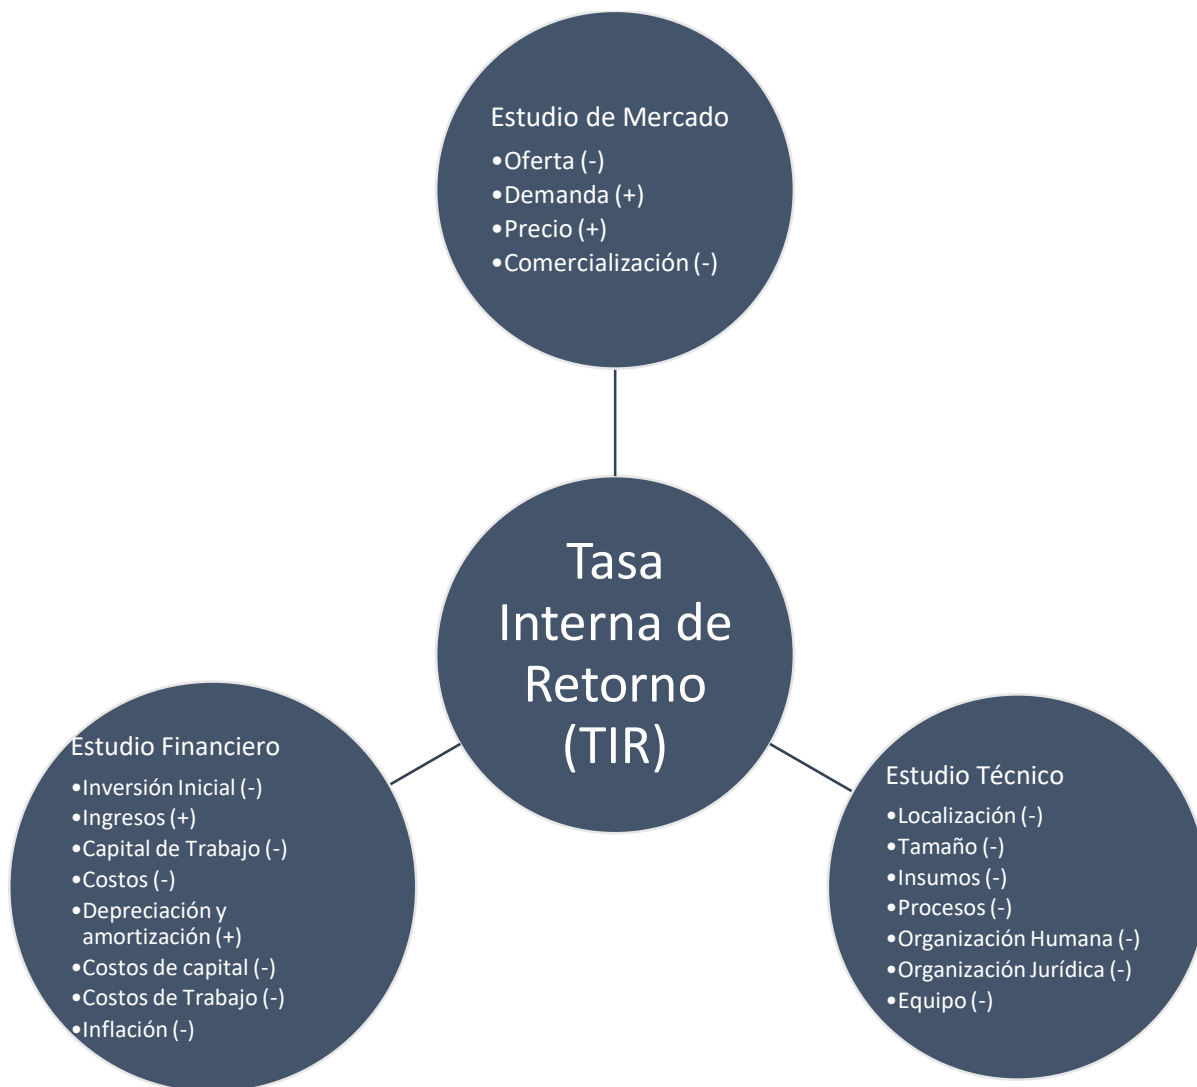 Estudio de Mercado
•Oferta (-)
•Demanda (+)
•Precio (+)
•Comercialización (-)
Tasa
Interna de
Retorno
(TIR)
Estudio Financiero
•Inversión Inicial (-)
•Ingresos (+)
•Capital de Trabajo (-)
•Costos (-)
•Depreciación y
amortización (+)
•Costos de capital (-)
•Costos de Trabajo (-)
•Inflación (-)
Estudio Técnico
•Localización (-)
•Tamaño (-)
•Insumos (-)
•Procesos (-)
•Organización Humana (-)
•Organización Jurídica (-)
•Equipo (-)